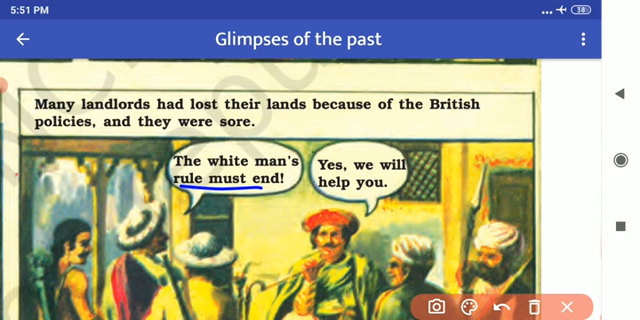 5:51 PM
38
Glimpses of the past
Many landlords had lost their lands because of the British
policies, and they were sore.
The white man's
rule must end!
Yes, we will
help you.